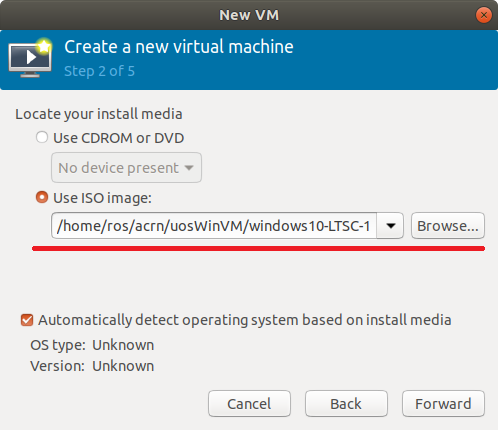 New VM
Create a new virtual machine
Step 2 of 5
Locate your install media
Use CDROM or DVD
No device present
Use ISO image:
/home/ros/acrn/uosWinVM/windows10-LTSC-1
Browse...
Automatically detect operating system based on install media
OS type: Unknown
Version: Unknown
Cancel
Back
Forward